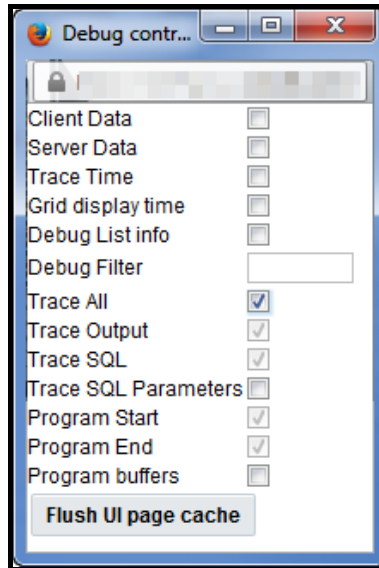 Debug contr...
Client Data
Server Data
Trace Time
Grid display time
Debug List info
Debug Filter
Trace All
Trace Output
Trace SQL
Trace SQL Parameters
Program Start
Program End
Program buffers
Flush UI page cache